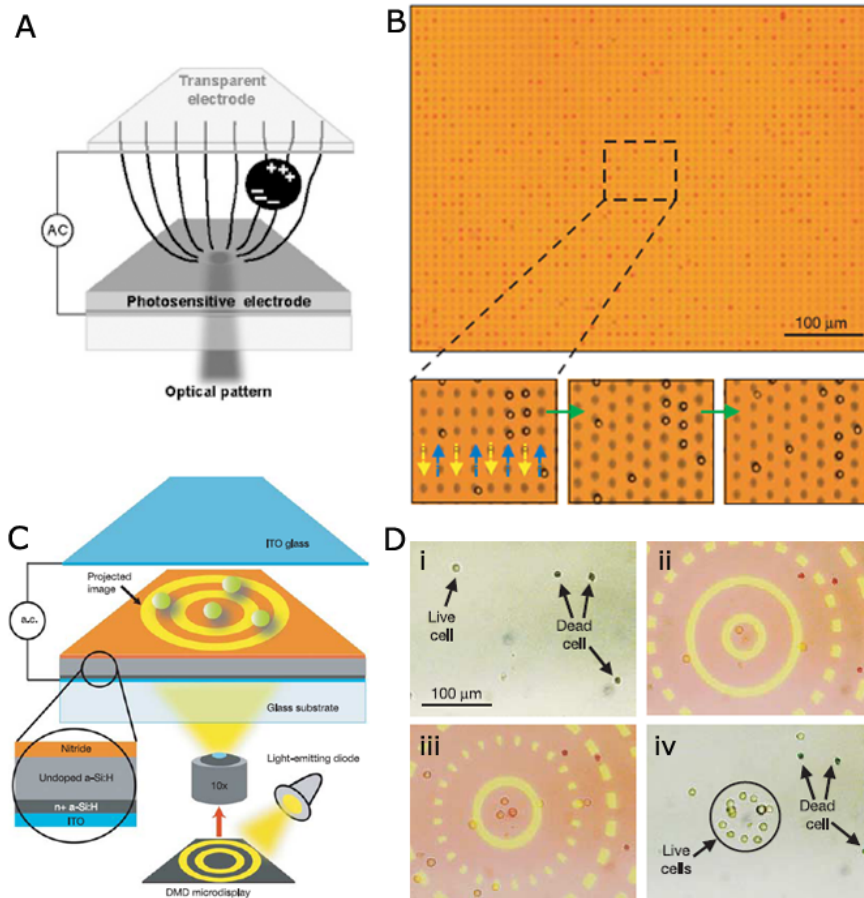 A
Transparent
electrode
+++
AC
Photosensitive electrode
Optical pattern
B
100 μm
C
ITO glass
Projected
image
a.c.
Glass substrate
Nitride
Undoped a-Si:H
n+ a-Si:H
ITO
Light-emitting diode
10x
DMD microdisplay
D
i
Live
cell
Dead
cell
100 μm
ii
iii
iv
Dead
cell
Live
cells